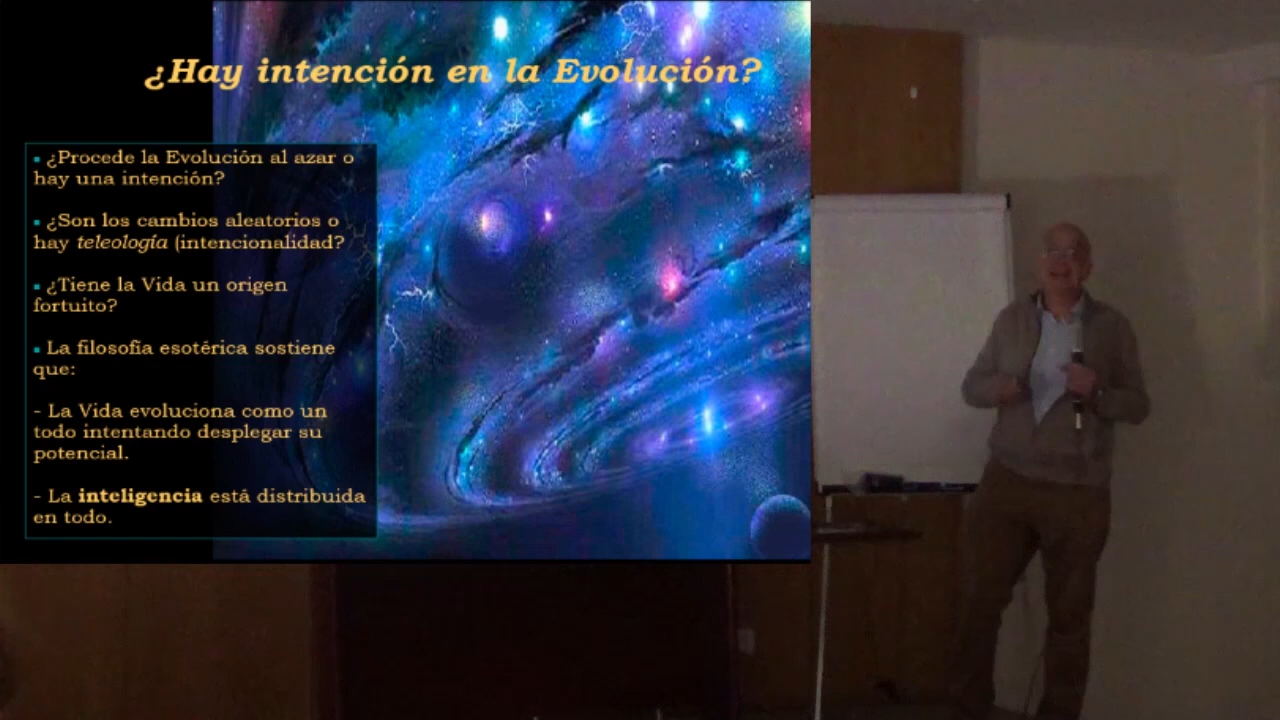 ¿Hay intención en la Evolución?
▪ ¿Procede la Evolución al azar o
hay una intención?
▪ ¿Son los cambios aleatorios o
hay teleología (intencionalidad?
▪ ¿Tiene la Vida un origen
fortuito?
▪ La filosofía esotérica sostiene
que:
- La Vida evoluciona como un
todo intentando desplegar su
potencial.
- La inteligencia está distribuida
en todo.